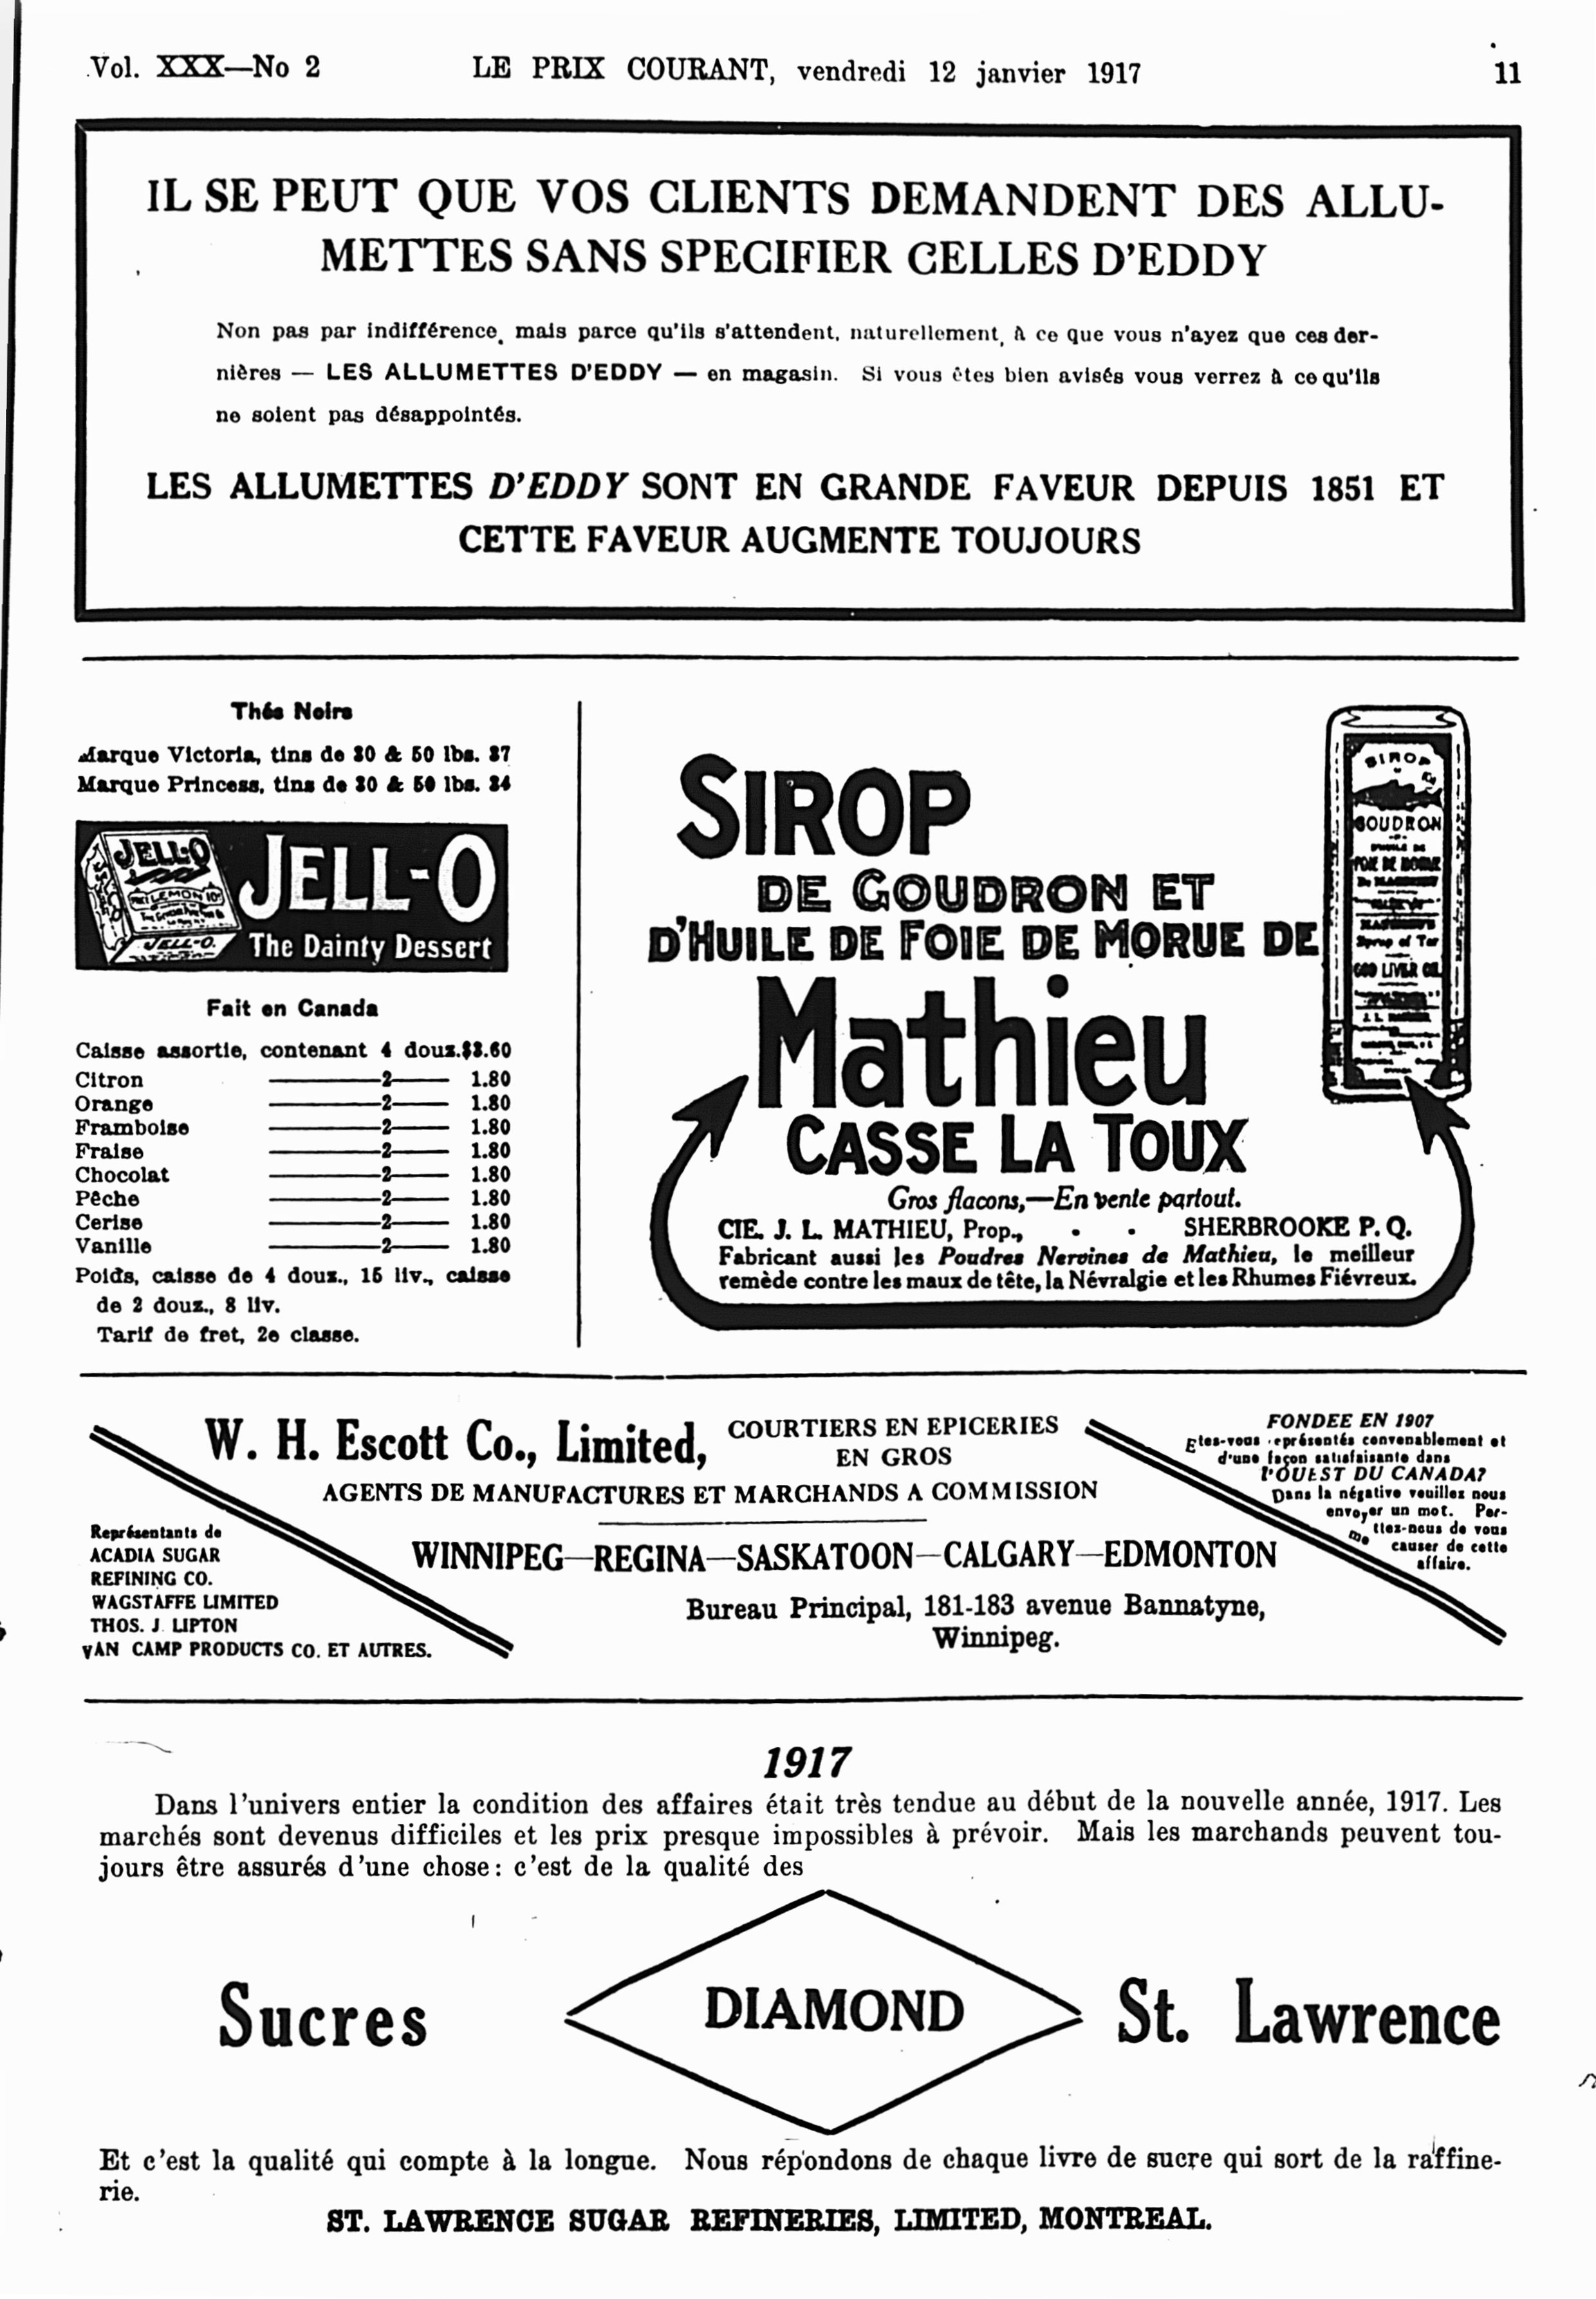 Vol. XXX—No 2
LE PRIX COURANT, vendredi 12 janvier 1917
11
IL SE PEUT QUE VOS CLIENTS DEMANDENT DES ALLU-
METTES SANS SPECIFIER CELLES D'EDDY
Non pas par indifférence, mais parce qu'ils s'attendent, naturellement, à ce que vous n'ayez que ces der-
nières — LES ALLUMETTES D'EDDY — en magasin. Si vous êtes bien avisés vous verrez à ce qu'ils
ne soient pas désappointés.
LES ALLUMETTES D'EDDY SONT EN GRANDE FAVEUR DEPUIS 1851 ET
CETTE FAVEUR AUGMENTE TOUJOURS
Thés Noirs
Marque Victoria, tins de 30 & 50 lbs. 37
Marque Princess, tins de 30 & 50 lbs. 34
JELL-O
LEMON
JELL-O.
JELL-O
The Dainty Dessert
Fait en Canada
Caisse assortie, contenant 4 douz.$3.60
Citron —2— 1.80
Orange —2— 1.80
Framboise —2— 1.80
Fraise —2— 1.80
Chocolat —2— 1.80
Pêche —2— 1.80
Cerise —2— 1.80
Vanille —2— 1.80
Poids, caisse de 4 douz., 15 liv., caisse
de 2 douz., 8 liv.
Tarif de fret, 2e classe.
SIROP
DE GOUDRON ET
D'HUILE DE FOIE DE MORUE DE
Mathieu
CASSE LA TOUX
Gros flacons,—En vente partout.
CIE. J. L. MATHIEU, Prop., - - SHERBROOKE P. Q.
Fabricant aussi les Poudres Nervines de Mathieu, le meilleur
remède contre les maux de tête, la Névralgie et les Rhumes Fiévreux.
SIROP
GOUDRON
D'HUILE DE
FOIE DE MORUE
Syrup of Tar
COD LIVER OIL
W. H. Escott Co., Limited,
COURTIERS EN EPICERIES
EN GROS
AGENTS DE MANUFACTURES ET MARCHANDS A COMMISSION
WINNIPEG—REGINA—SASKATOON—CALGARY—EDMONTON
Bureau Principal, 181-183 avenue Bannatyne,
Winnipeg.
Représentants de
ACADIA SUGAR
REFINING CO.
WAGSTAFFE LIMITED
THOS. J. LIPTON
VAN CAMP PRODUCTS CO. ET AUTRES.
FONDEE EN 1907
Etes-vous représentés convenablement et
d'une façon satisfaisante dans
l'OUEST DU CANADA?
Dans la négative veuillez nous
envoyer un mot. Per-
mettez-nous de vous
causer de cette
affaire.
1917
Dans l'univers entier la condition des affaires était très tendue au début de la nouvelle année, 1917. Les
marchés sont devenus difficiles et les prix presque impossibles à prévoir. Mais les marchands peuvent tou-
jours être assurés d'une chose: c'est de la qualité des
Sucres
DIAMOND
St. Lawrence
Et c'est la qualité qui compte à la longue. Nous répondons de chaque livre de sucre qui sort de la raffine-
rie.
ST. LAWRENCE SUGAR REFINERIES, LIMITED, MONTREAL.